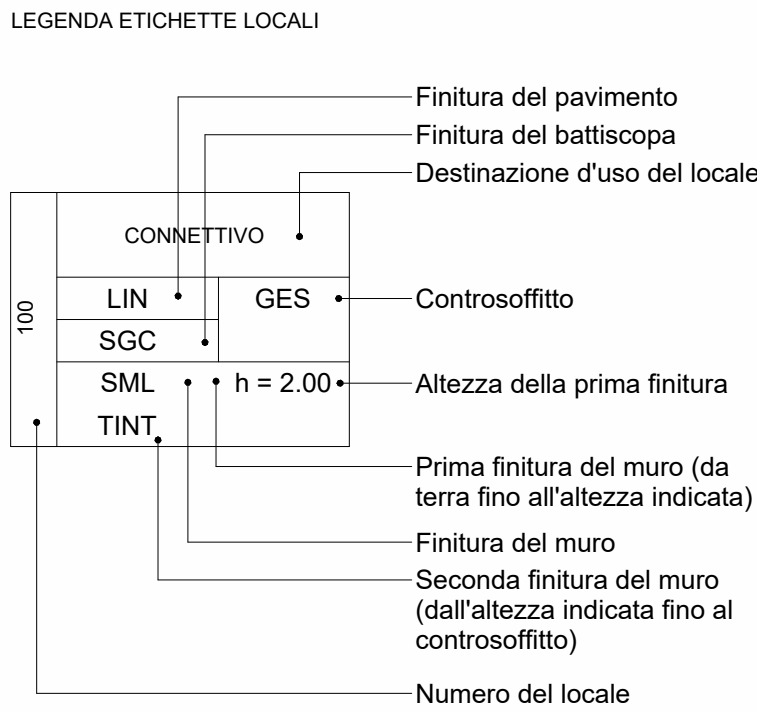 LEGENDA ETICHETTE LOCALI
Finitura del pavimento
Finitura del battiscopa
Destinazione d'uso del locale
CONNETTIVO
100
LIN
GES
Controsoffitto
SGC
SML
h = 2.00
Altezza della prima finitura
TINT
Prima finitura del muro (da
terra fino all'altezza indicata)
Finitura del muro
Seconda finitura del muro
(dall'altezza indicata fino al
controsoffitto)
Numero del locale